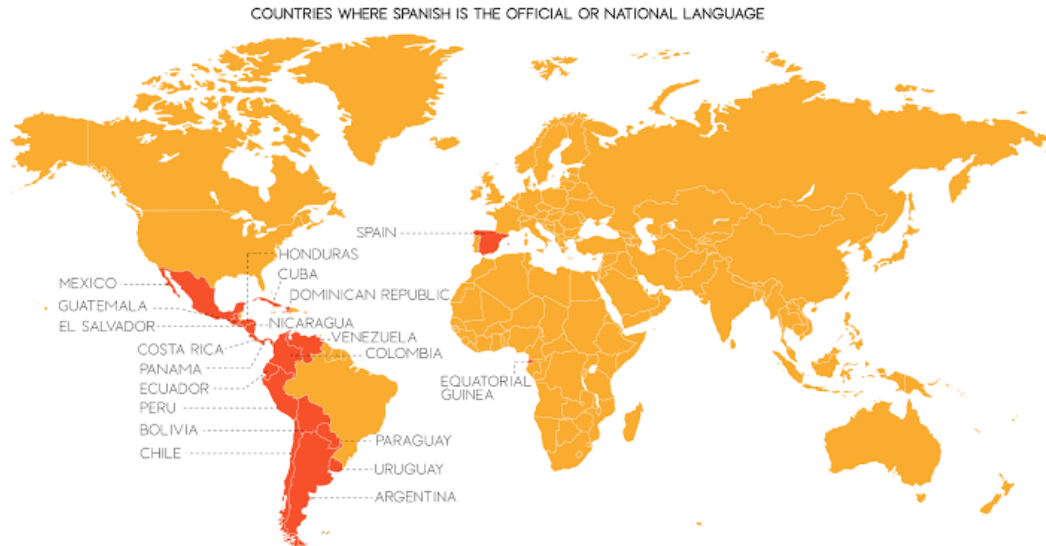 COUNTRIES WHERE SPANISH IS THE OFFICIAL OR NATIONAL LANGUAGE
SPAIN
HONDURAS
CUBA
MEXICO
DOMINICAN REPUBLIC
GUATEMALA
EL SALVADOR
NICARAGUA
VENEZUELA
COSTA RICA
COLOMBIA
PANAMA
ECUADOR
EQUATORIAL
GUINEA
PERU
BOLIVIA
PARAGUAY
CHILE
URUGUAY
ARGENTINA